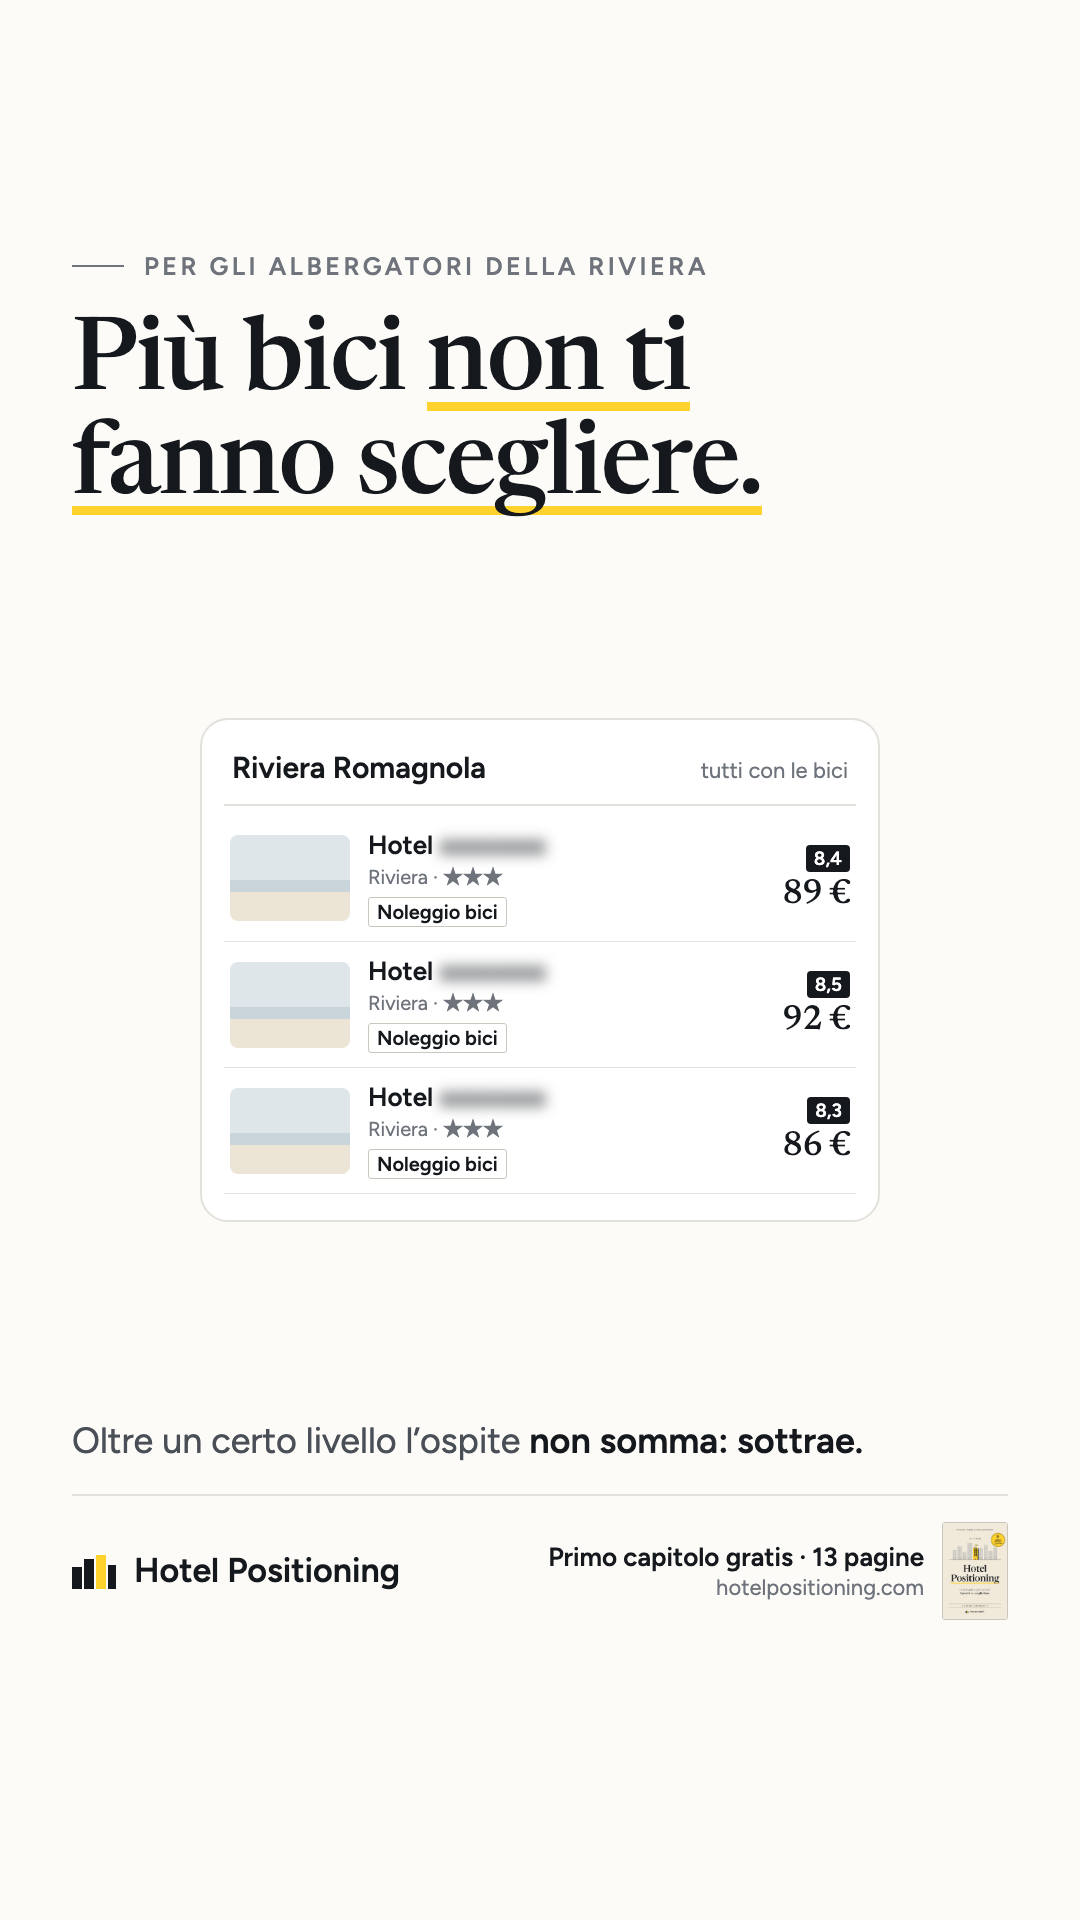 PER GLI ALBERGATORI DELLA RIVIERA
Più bici non ti
fanno scegliere.
Riviera Romagnola
tutti con le bici
Hotel
Riviera · ★★★
Noleggio bici
8,4
89 €
Hotel
Riviera · ★★★
Noleggio bici
8,5
92 €
Hotel
Riviera · ★★★
Noleggio bici
8,3
86 €
Oltre un certo livello l’ospite non somma: sottrae.
Hotel Positioning
Primo capitolo gratis · 13 pagine
hotelpositioning.com
Hotel
Positioning